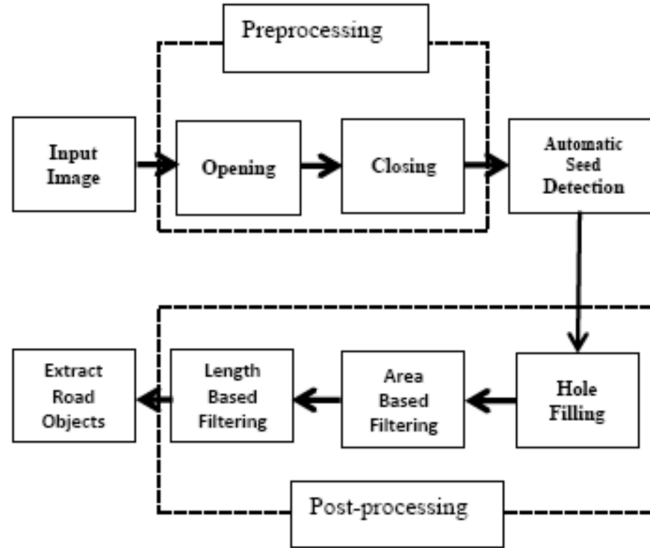 Preprocessing
Input
Image
Opening
Closing
Automatic
Seed
Detection
Extract
Road
Objects
Length
Based
Filtering
Area
Based
Filtering
Hole
Filling
Post-processing